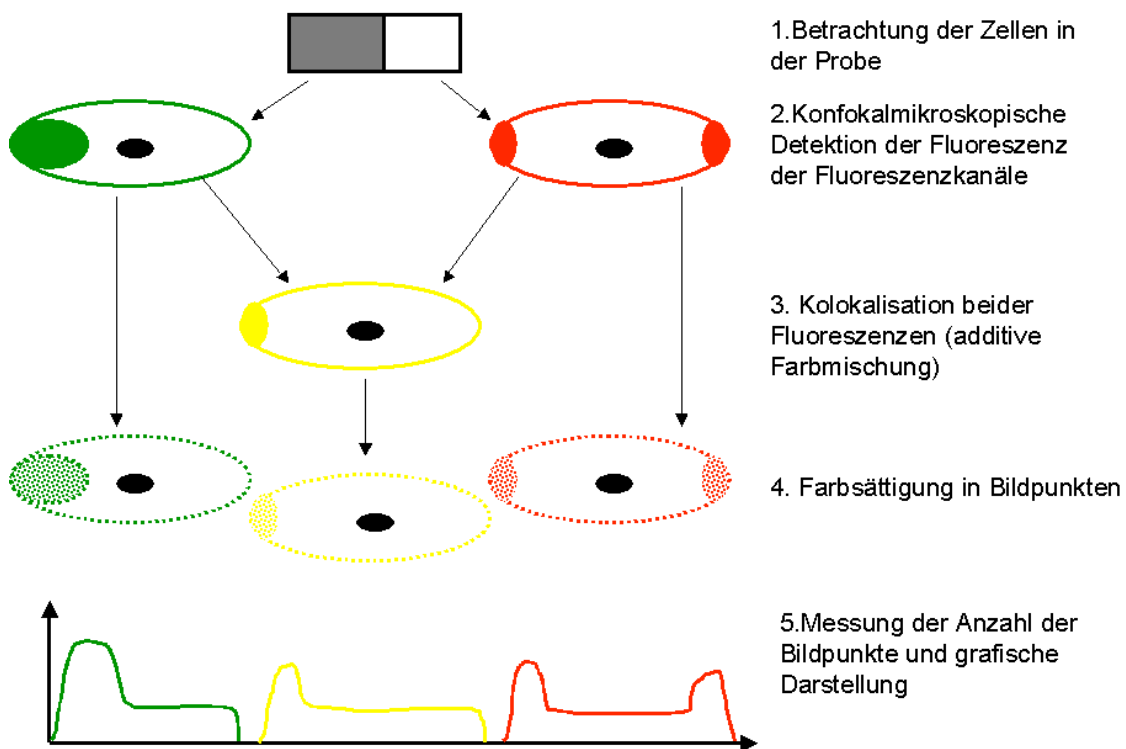 1.Betrachtung der Zellen in
der Probe
2.Konfokalmikroskopische
Detektion der Fluoreszenz
der Fluoreszenzkanäle
3. Kolokalisation beider
Fluoreszenzen (additive
Farbmischung)
4. Farbsättigung in Bildpunkten
5.Messung der Anzahl der
Bildpunkte und grafische
Darstellung